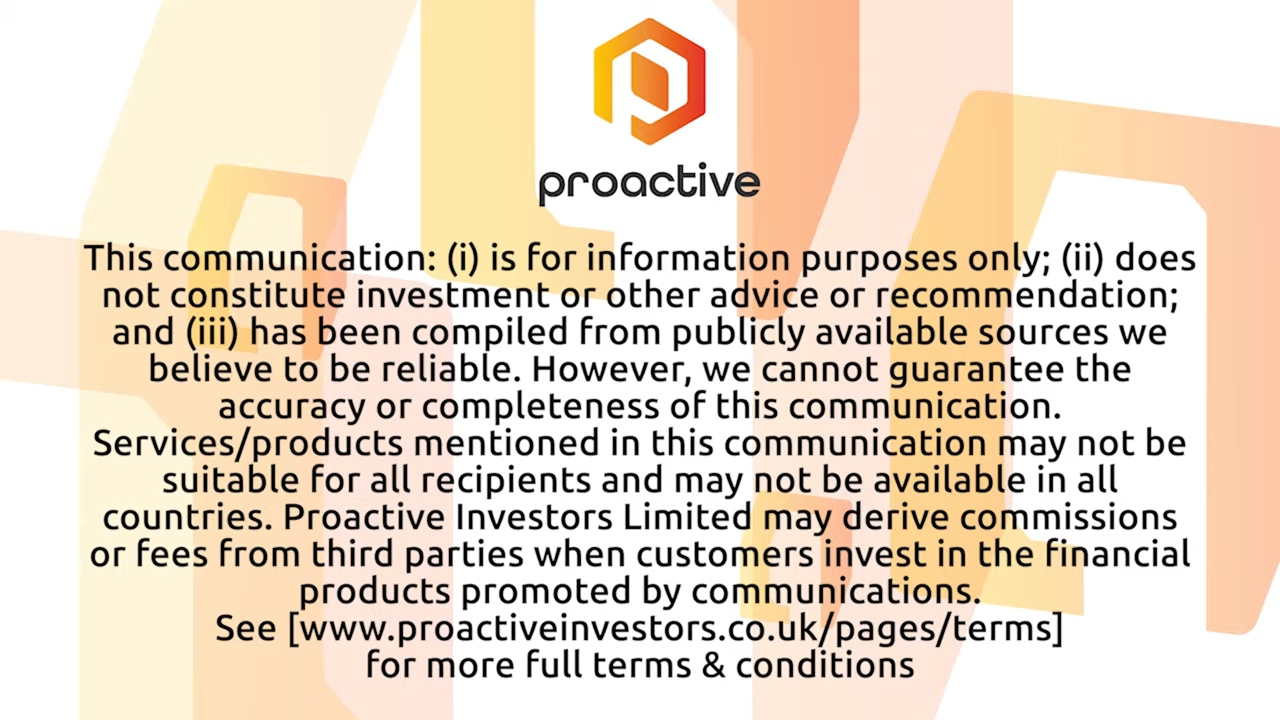 proactive
This communication: (i) is for information purposes only; (ii) does
not constitute investment or other advice or recommendation;
and (iii) has been compiled from publicly available sources we
believe to be reliable. However, we cannot guarantee the
accuracy or completeness of this communication.
Services/products mentioned in this communication may not be
suitable for all recipients and may not be available in all
countries. Proactive Investors Limited may derive commissions
or fees from third parties when customers invest in the financial
products promoted by communications.
See [www.proactiveinvestors.co.uk/pages/terms]
for more full terms & conditions